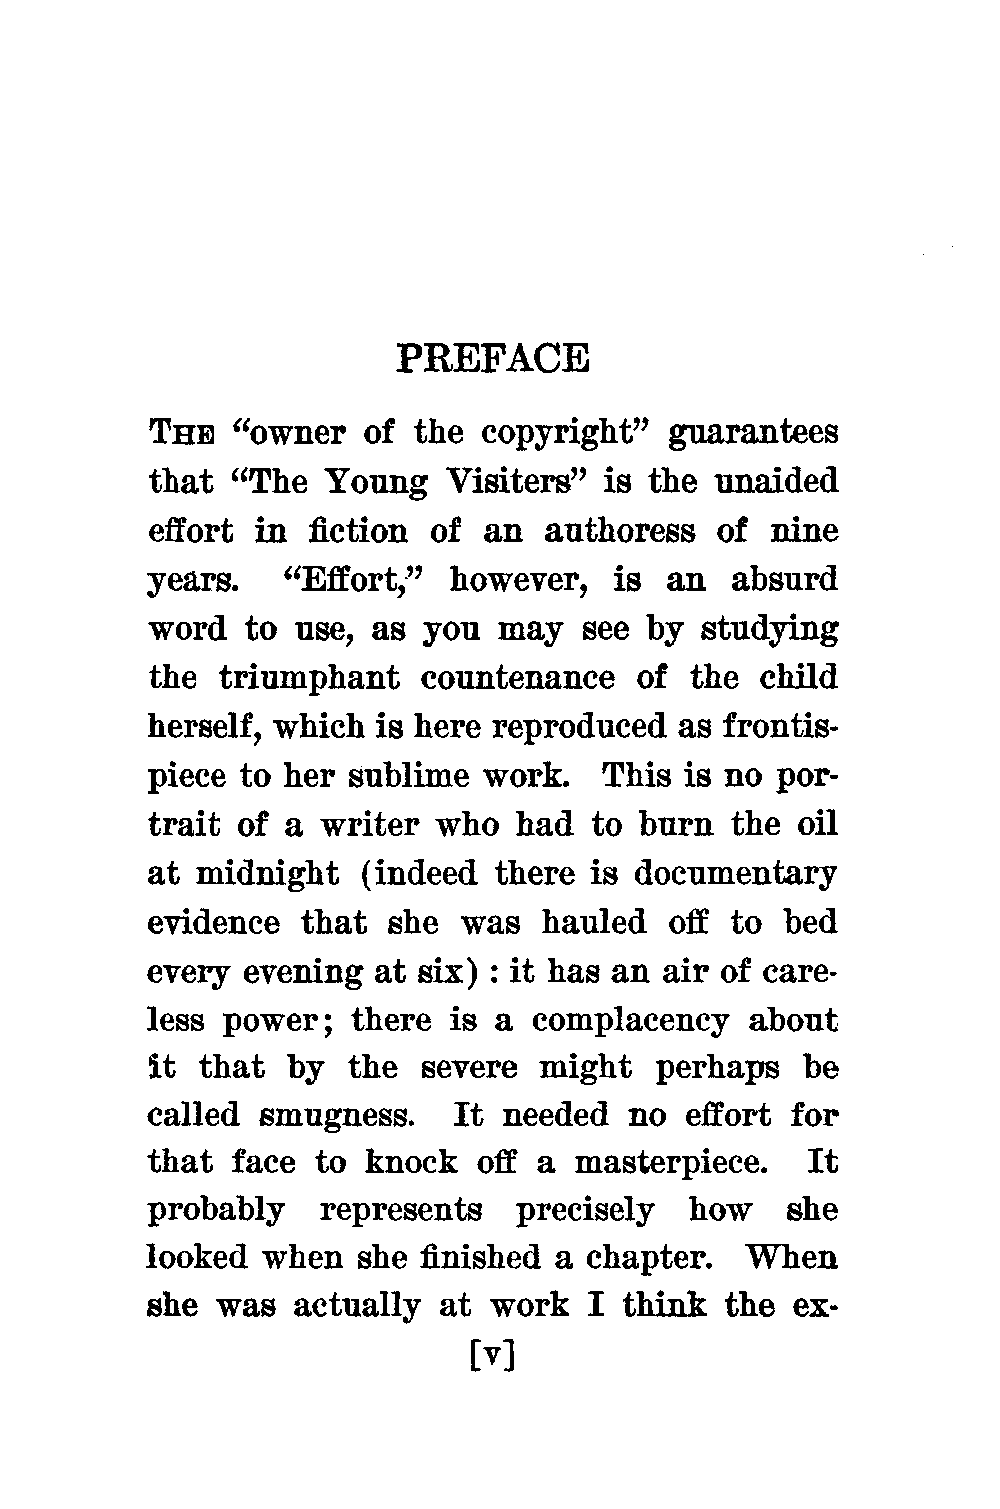 PREFACE
THE “owner of the copyright” guarantees
that “The Young Visiters” is the unaided
effort in fiction of an authoress of nine
years. “Effort,” however, is an absurd
word to use, as you may see by studying
the triumphant countenance of the child
herself, which is here reproduced as frontis-
piece to her sublime work. This is no por-
trait of a writer who had to burn the oil
at midnight (indeed there is documentary
evidence that she was hauled off to bed
every evening at six) : it has an air of care-
less power; there is a complacency about
it that by the severe might perhaps be
called smugness. It needed no effort for
that face to knock off a masterpiece. It
probably represents precisely how she
looked when she finished a chapter. When
she was actually at work I think the ex-
[v]